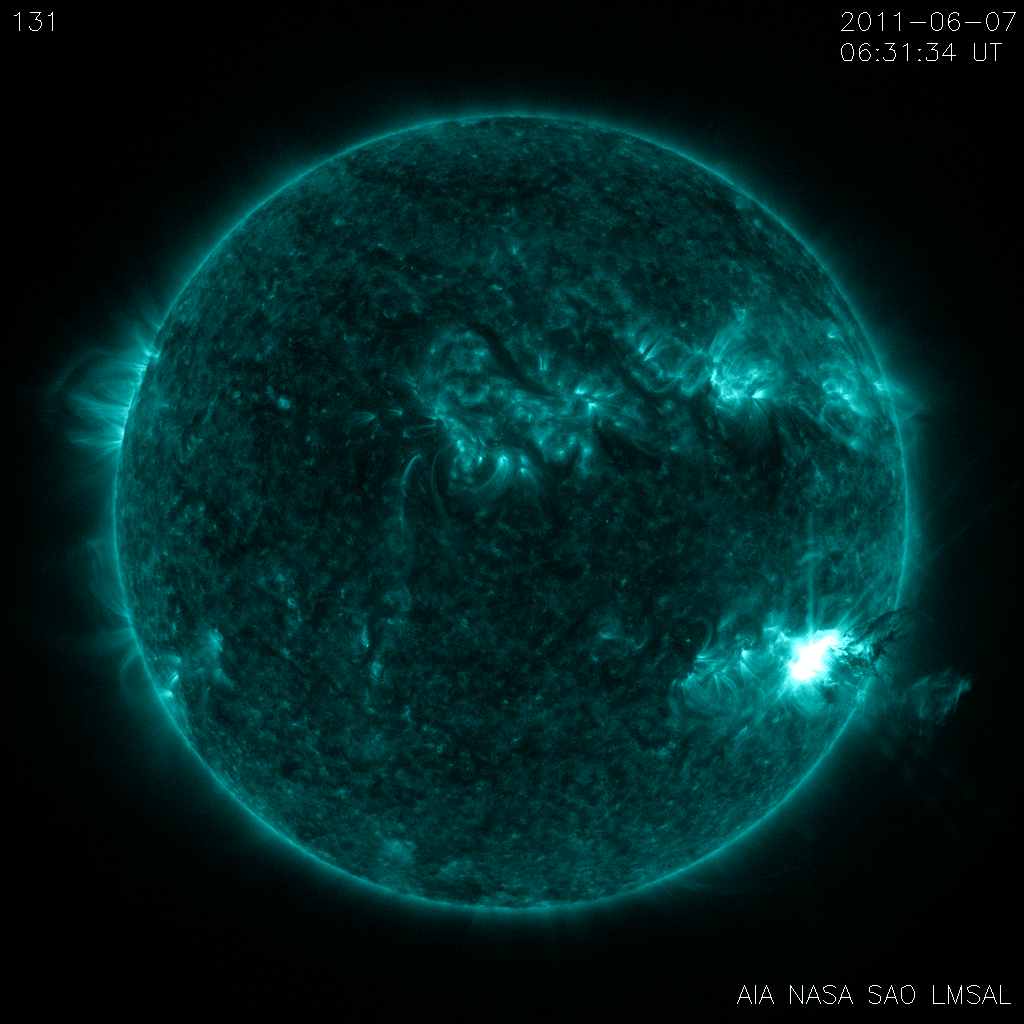 131
2011-06-07
06:31:34 UT
AIA NASA SAO LMSAL